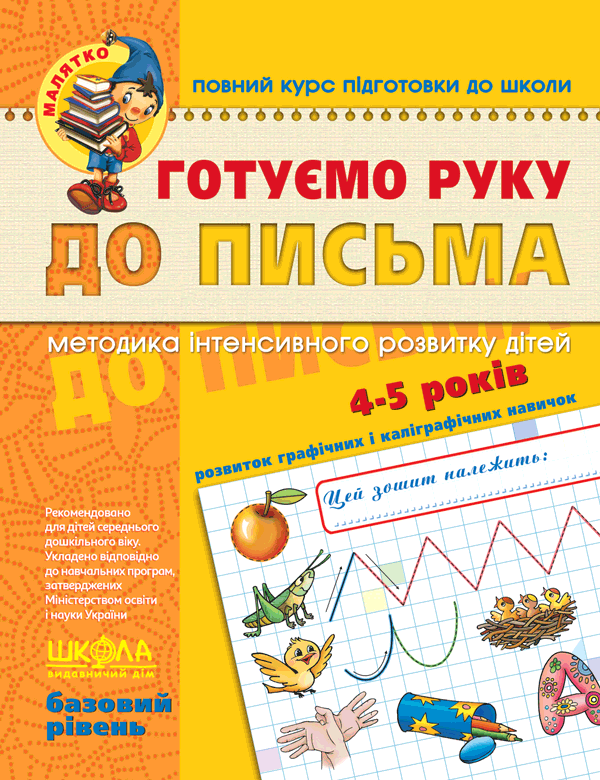 МАЛЯТКО
повний курс підготовки до школи
ГОТУЄМО РУКУ
ДО ПИСЬМА
методика інтенсивного розвитку дітей
ДО ПИСЬМА
4-5 років
розвиток графічних і каліграфічних навичок
Цей зошит належить:
Рекомендовано
для дітей середнього
дошкільного віку.
Укладено відповідно
до навчальних програм,
затверджених
Міністерством освіти
і науки України
ШКОЛА
видавничий дім
базовий
рівень
А